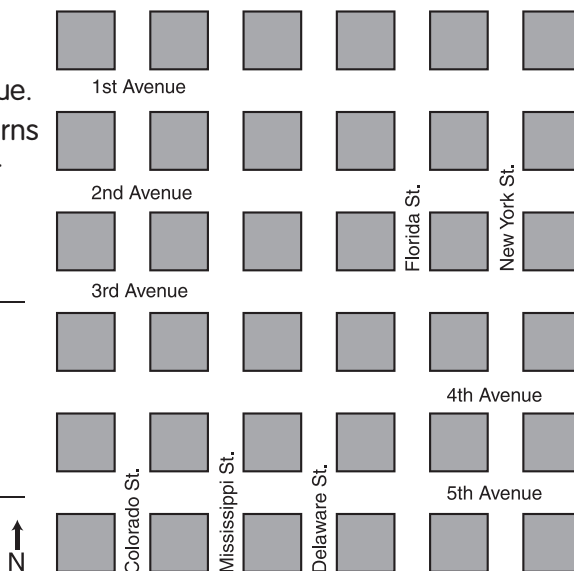 1st Avenue
ue.
rns
2nd Avenue
Florida St.
New York St.
3rd Avenue
4th Avenue
Colorado St.
Mississippi St.
Delaware St.
5th Avenue
N